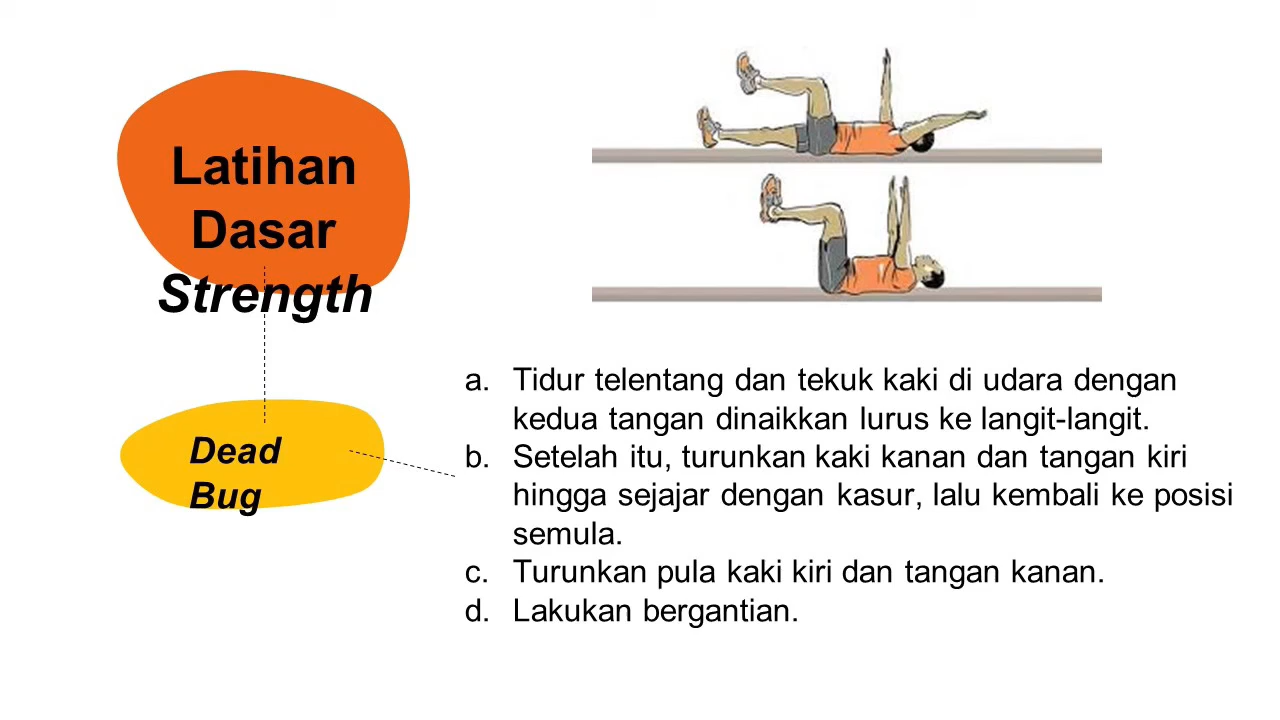 Latihan
Dasar
Strength
Dead
Bug
a. Tidur telentang dan tekuk kaki di udara dengan
kedua tangan dinaikkan lurus ke langit-langit.
b. Setelah itu, turunkan kaki kanan dan tangan kiri
hingga sejajar dengan kasur, lalu kembali ke posisi
semula.
c. Turunkan pula kaki kiri dan tangan kanan.
d. Lakukan bergantian.